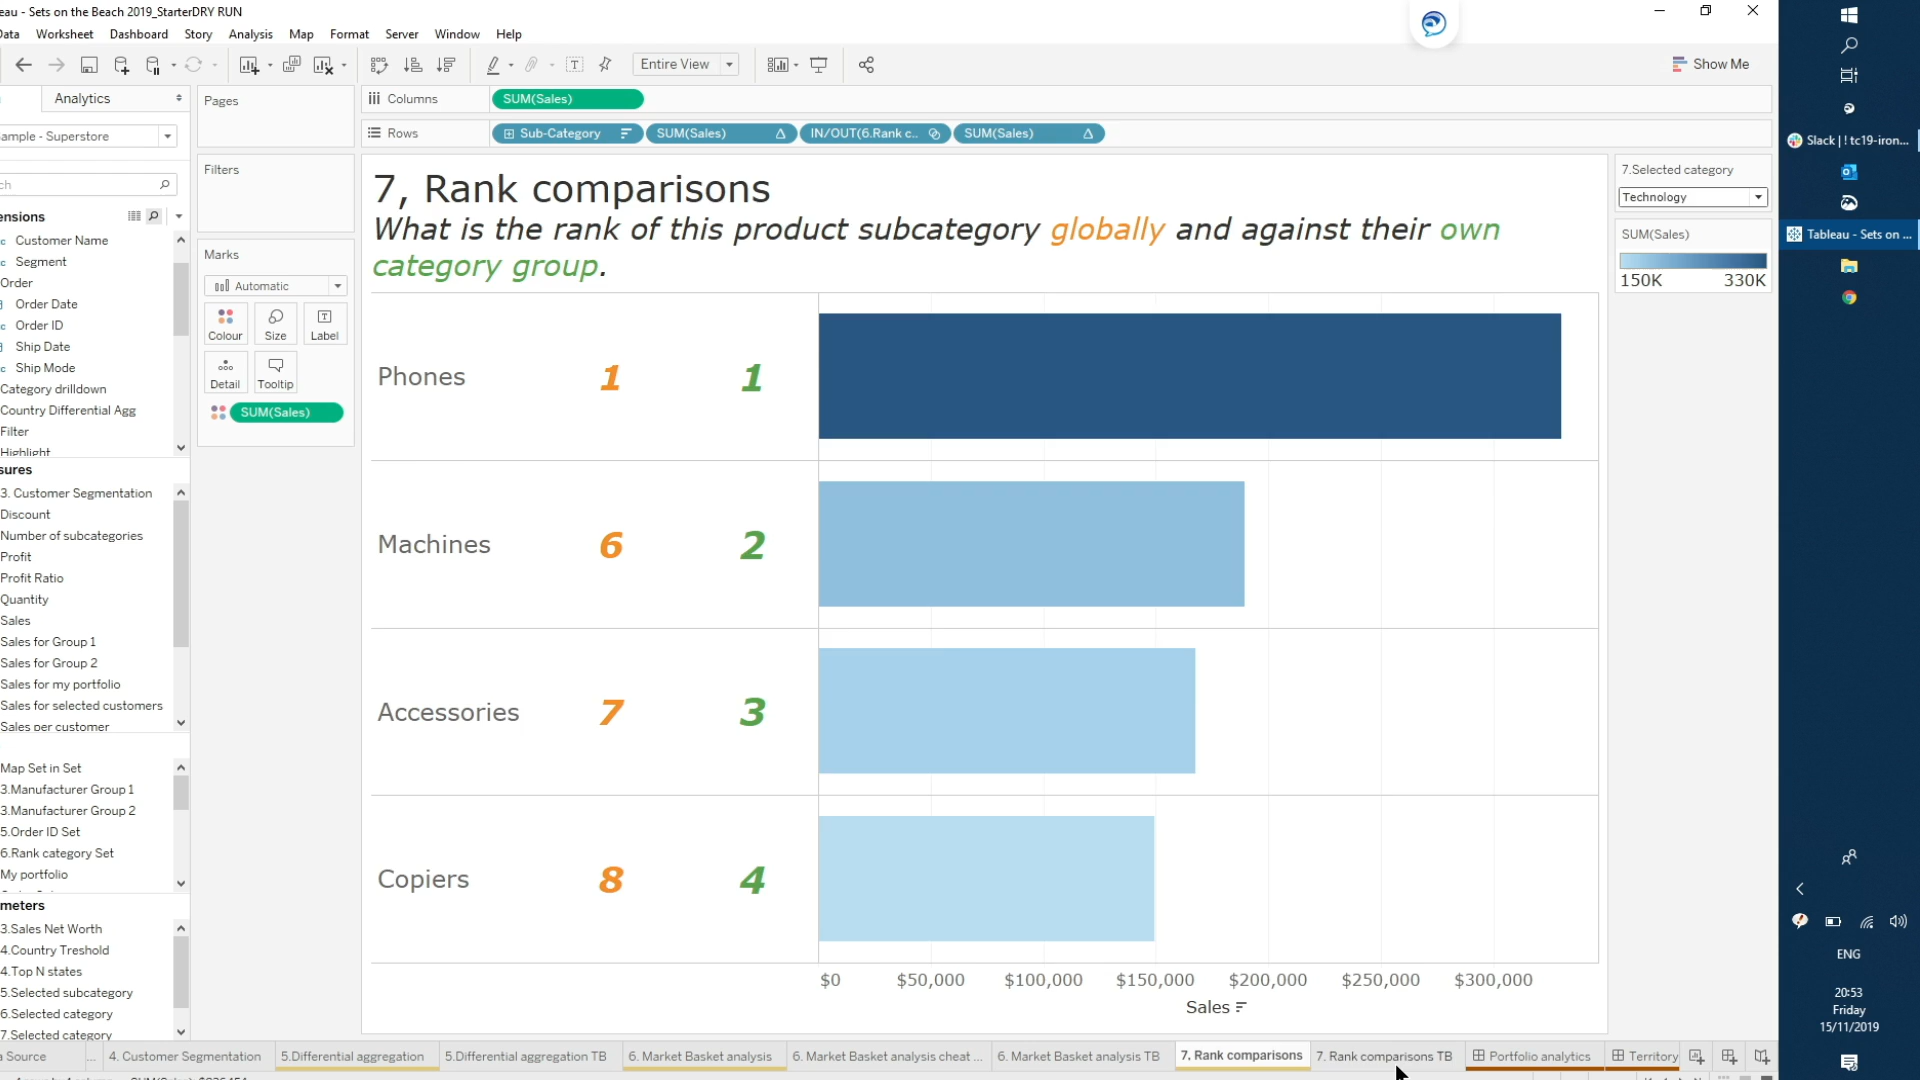 eau - Sets on the Beach 2019_StarterDRY RUN
Data Worksheet Dashboard Story Analysis Map Format Server Window Help
Entire View
Show Me
Analytics
Pages
Columns
SUM(Sales)
ample - Superstore
Rows
Sub-Category
SUM(Sales)
IN/OUT(6.Rank c..
SUM(Sales)
Slack | ! tc19-iron...
Filters
ch
ensions
Customer Name
Segment
Order
Order Date
Order ID
Ship Date
Ship Mode
Category drilldown
Country Differential Agg
Filter
Highlight
sures
3. Customer Segmentation
Discount
Number of subcategories
Profit
Profit Ratio
Quantity
Sales
Sales for Group 1
Sales for Group 2
Sales for my portfolio
Sales for selected customers
Sales per customer
Map Set in Set
3.Manufacturer Group 1
3.Manufacturer Group 2
5.Order ID Set
6.Rank category Set
My portfolio
meters
3.Sales Net Worth
4.Country Treshold
4.Top N states
5.Selected subcategory
6.Selected category
7.Selected category
Marks
Automatic
Colour Size Label
Detail Tooltip
SUM(Sales)
7, Rank comparisons
What is the rank of this product subcategory globally and against their own
category group.
Phones 1 1
Machines 6 2
Accessories 7 3
Copiers 8 4
$0 $50,000 $100,000 $150,000 $200,000 $250,000 $300,000
Sales
7.Selected category
Technology
SUM(Sales)
150K 330K
Tableau - Sets on ...
ENG
20:53
Friday
15/11/2019
a Source ... 4. Customer Segmentation 5.Differential aggregation 5.Differential aggregation TB 6. Market Basket analysis 6. Market Basket analysis cheat ... 6. Market Basket analysis TB 7, Rank comparisons 7. Rank comparisons TB Portfolio analytics Territory